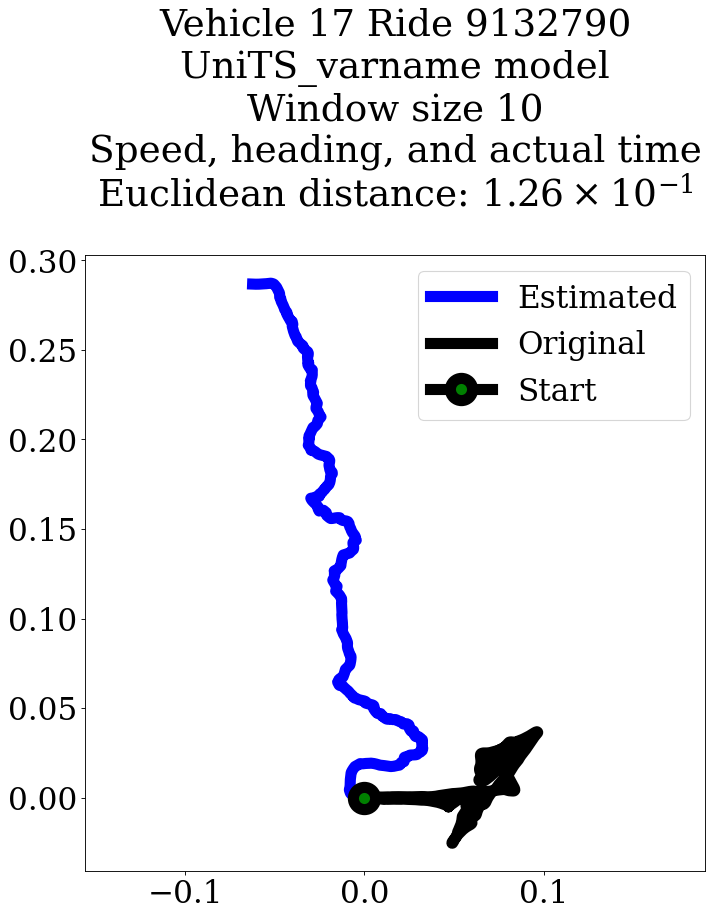 Vehicle 17 Ride 9132790
UniTS_varname model
Window size 10
Speed, heading, and actual time
Euclidean distance: 1.26 × 10⁻¹
0.30
0.25
0.20
0.15
0.10
0.05
0.00
−0.1 0.0 0.1
Estimated
Original
Start